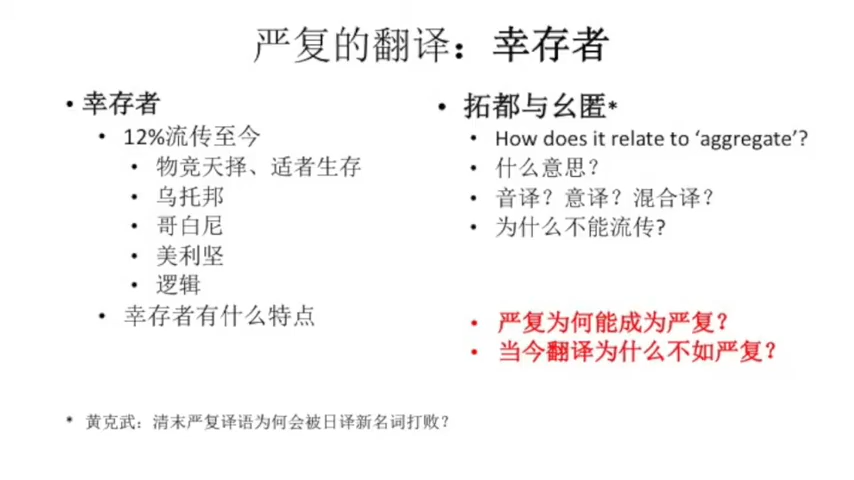 严复的翻译：幸存者
• 幸存者
• 12%流传至今
• 物竞天择、适者生存
• 乌托邦
• 哥白尼
• 美利坚
• 逻辑
• 幸存者有什么特点
• 拓都与幺匿*
• How does it relate to ‘aggregate’?
• 什么意思？
• 音译？意译？混合译？
• 为什么不能流传?
• 严复为何能成为严复？
• 当今翻译为什么不如严复？
* 黄克武：清末严复译语为何会被日译新名词打败？